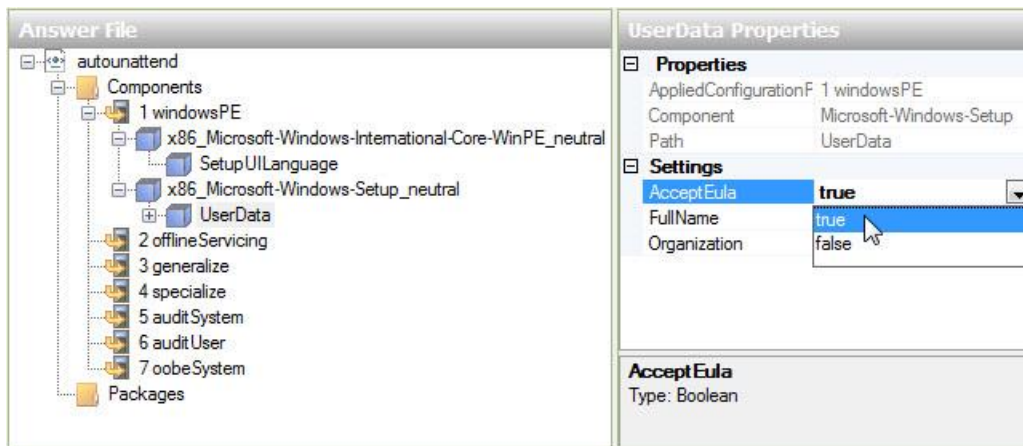 Answer File
autounattend
Components
1 windowsPE
x86_Microsoft-Windows-International-Core-WinPE_neutral
SetupUILanguage
x86_Microsoft-Windows-Setup_neutral
UserData
2 offlineServicing
3 generalize
4 specialize
5 auditSystem
6 auditUser
7 oobeSystem
Packages
UserData Properties
Properties
AppliedConfigurationP 1 windowsPE
Component Microsoft-Windows-Setup
Path UserData
Settings
AcceptEula true
FullName true
Organization false
AcceptEula
Type: Boolean